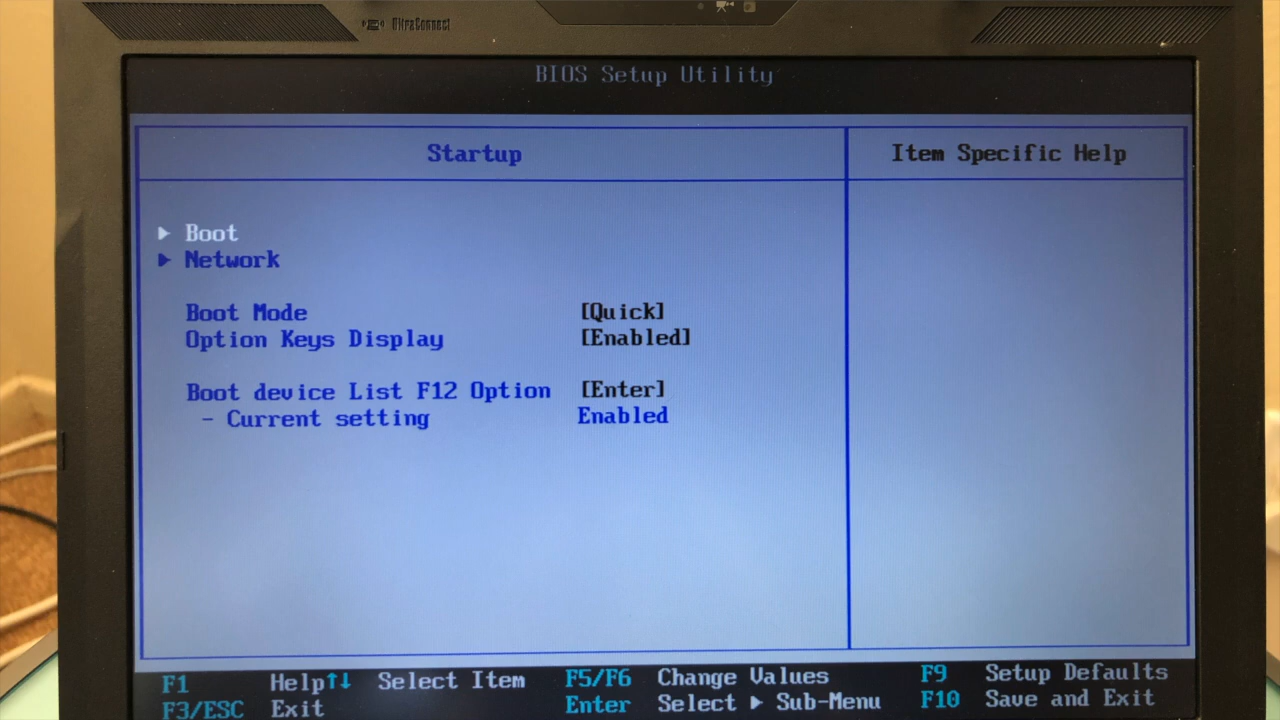 UltraConnect
BIOS Setup Utility
Startup
Item Specific Help
Boot
Network
Boot Mode [Quick]
Option Keys Display [Enabled]
Boot device List F12 Option [Enter]
- Current setting Enabled
F1 Help↑↓ Select Item F5/F6 Change Values F9 Setup Defaults
F3/ESC Exit Enter Select ▶ Sub-Menu F10 Save and Exit